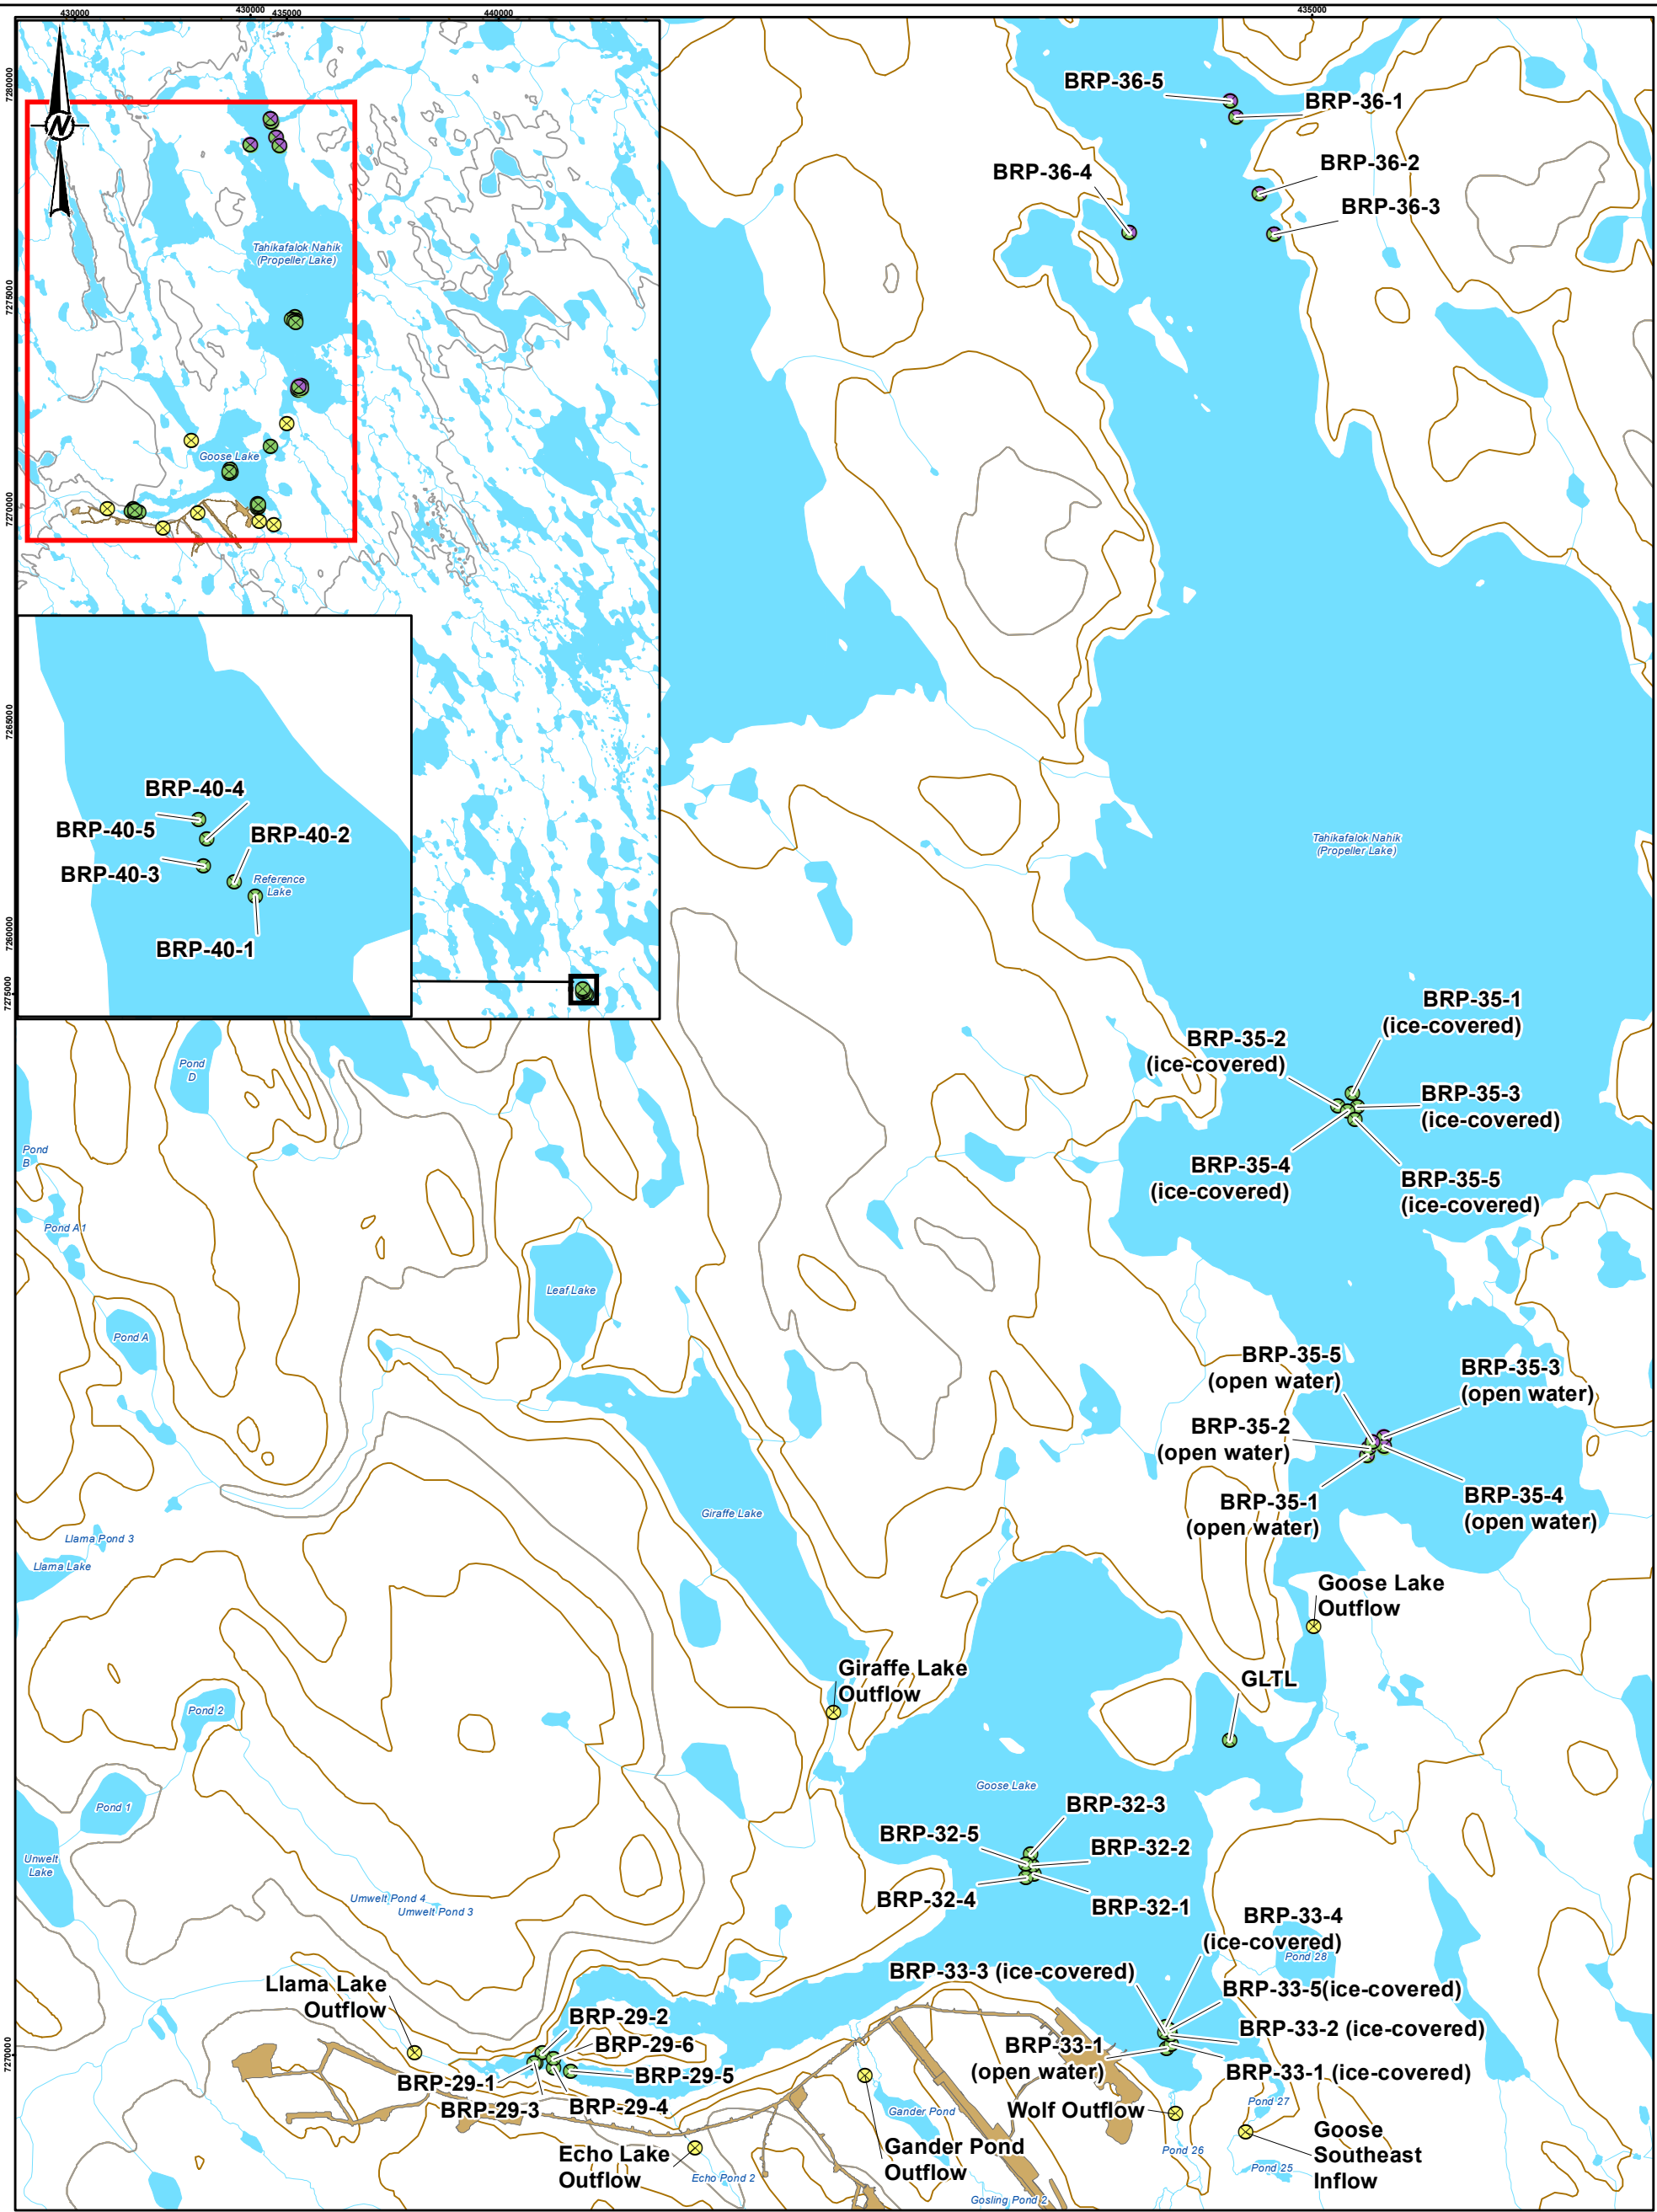 430000
430000
435000
440000
435000
7280000
7275000
7270000
7265000
7260000
7275000
7270000
N
Tahikafalok Nahik
(Propeller Lake)
Goose Lake
BRP-40-4
BRP-40-5
BRP-40-2
BRP-40-3
Reference
Lake
BRP-40-1
BRP-36-5
BRP-36-1
BRP-36-2
BRP-36-4
BRP-36-3
Tahikafalok Nahik
(Propeller Lake)
BRP-35-1
(ice-covered)
BRP-35-2
(ice-covered)
BRP-35-3
(ice-covered)
BRP-35-4
(ice-covered)
BRP-35-5
(ice-covered)
Pond
D
Pond
B
Pond A1
Leaf Lake
Pond A
BRP-35-5
(open water)
BRP-35-3
(open water)
BRP-35-2
(open water)
BRP-35-1
(open water)
BRP-35-4
(open water)
Giraffe Lake
Llama Pond 3
Llama Lake
Goose Lake
Outflow
Giraffe Lake
Outflow
GLTL
Pond 2
Goose Lake
Pond 1
BRP-32-3
BRP-32-5
BRP-32-2
BRP-32-4
BRP-32-1
Unwelt
Lake
Umwelt Pond 4
Umwelt Pond 3
BRP-33-4
(ice-covered)
Pond 28
BRP-33-3 (ice-covered)
BRP-33-5(ice-covered)
Llama Lake
Outflow
BRP-29-2
BRP-29-6
BRP-33-2 (ice-covered)
BRP-33-1
(open water)
BRP-33-1 (ice-covered)
BRP-29-1
BRP-29-5
BRP-29-3
BRP-29-4
Pond 27
Gander Pond
Wolf Outflow
Goose
Southeast
Inflow
Echo Lake
Outflow
Gander Pond
Outflow
Pond 26
Pond 25
Echo Pond 2
Gosling Pond 2